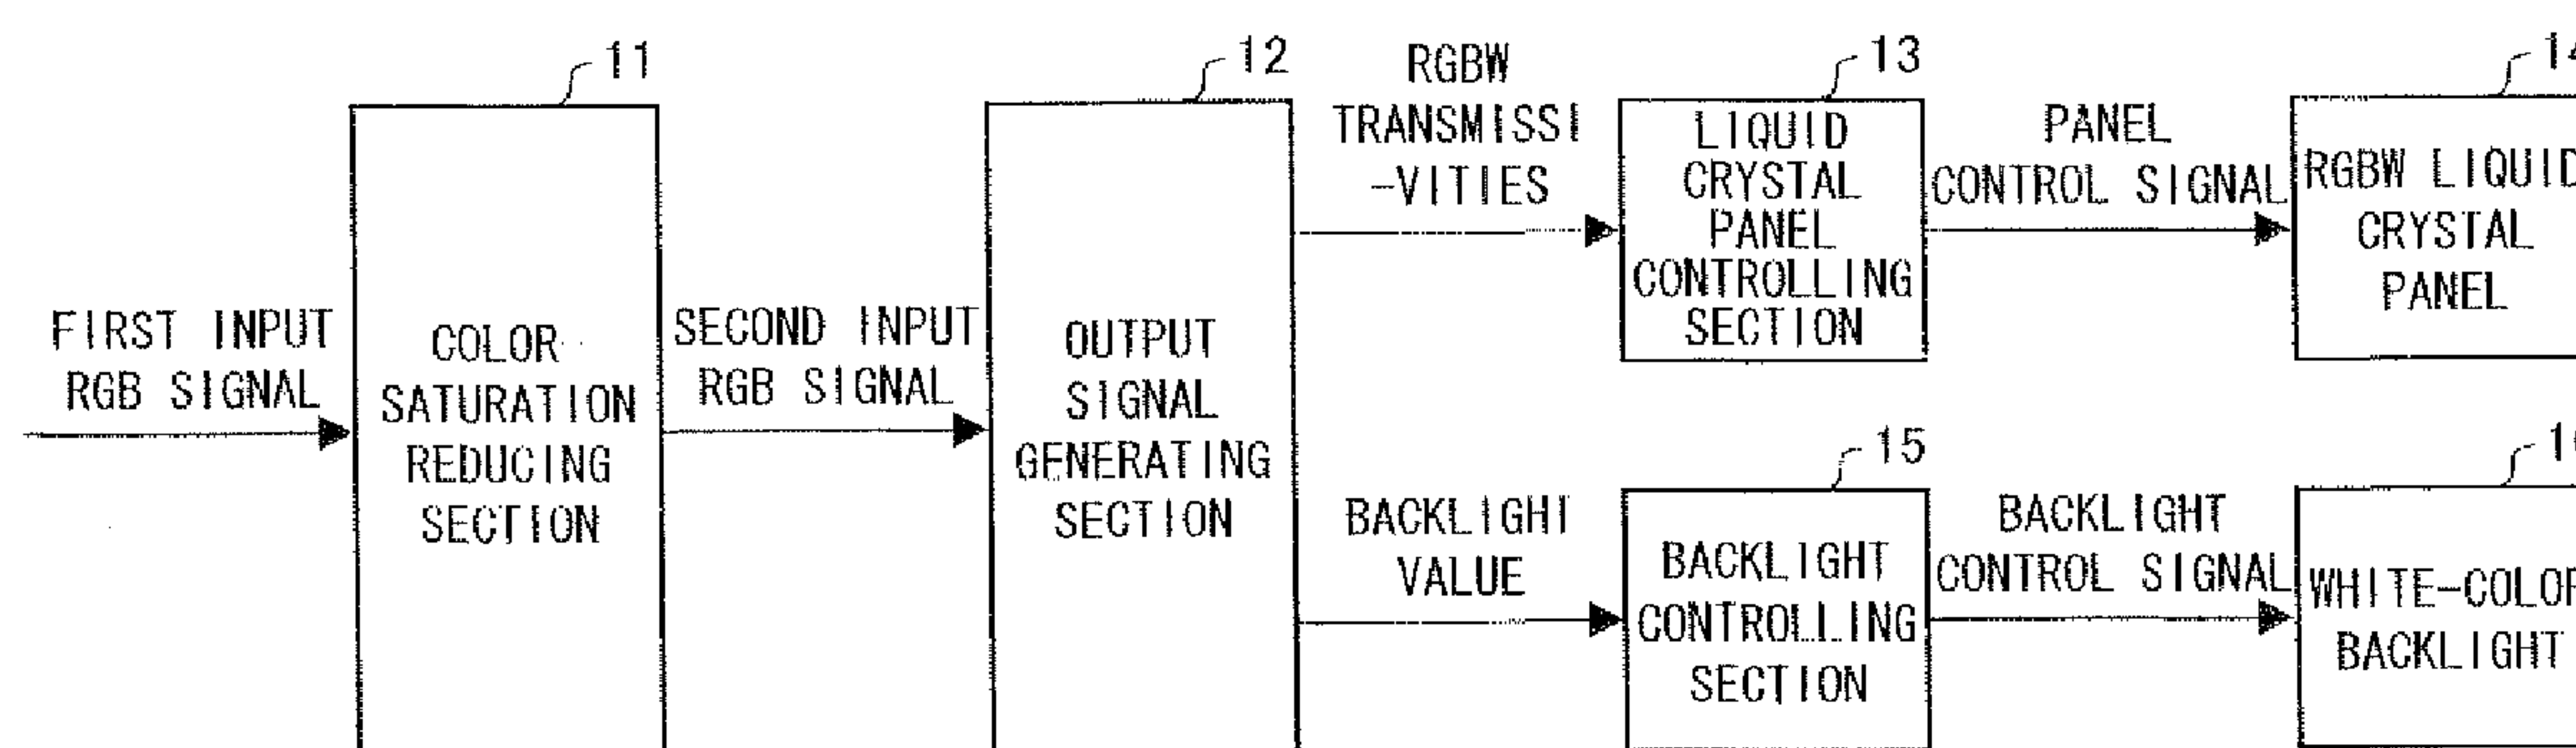 11
12
13
15
FIRST INPUT
RGB SIGNAL
COLOR
SATURATION
REDUCING
SECTION
SECOND INPUT
RGB SIGNAL
OUTPUT
SIGNAL
GENERATING
SECTION
RGBW
TRANSMISSI
-VITIES
LIQUID
CRYSTAL
PANEL
CONTROLLING
SECTION
PANEL
CONTROL SIGNAL
RGBW LIQUID
CRYSTAL
PANEL
BACKLIGHT
VALUE
BACKLIGHT
CONTROLLING
SECTION
BACKLIGHT
CONTROL SIGNAL
WHITE-COLOR
BACKLIGHT